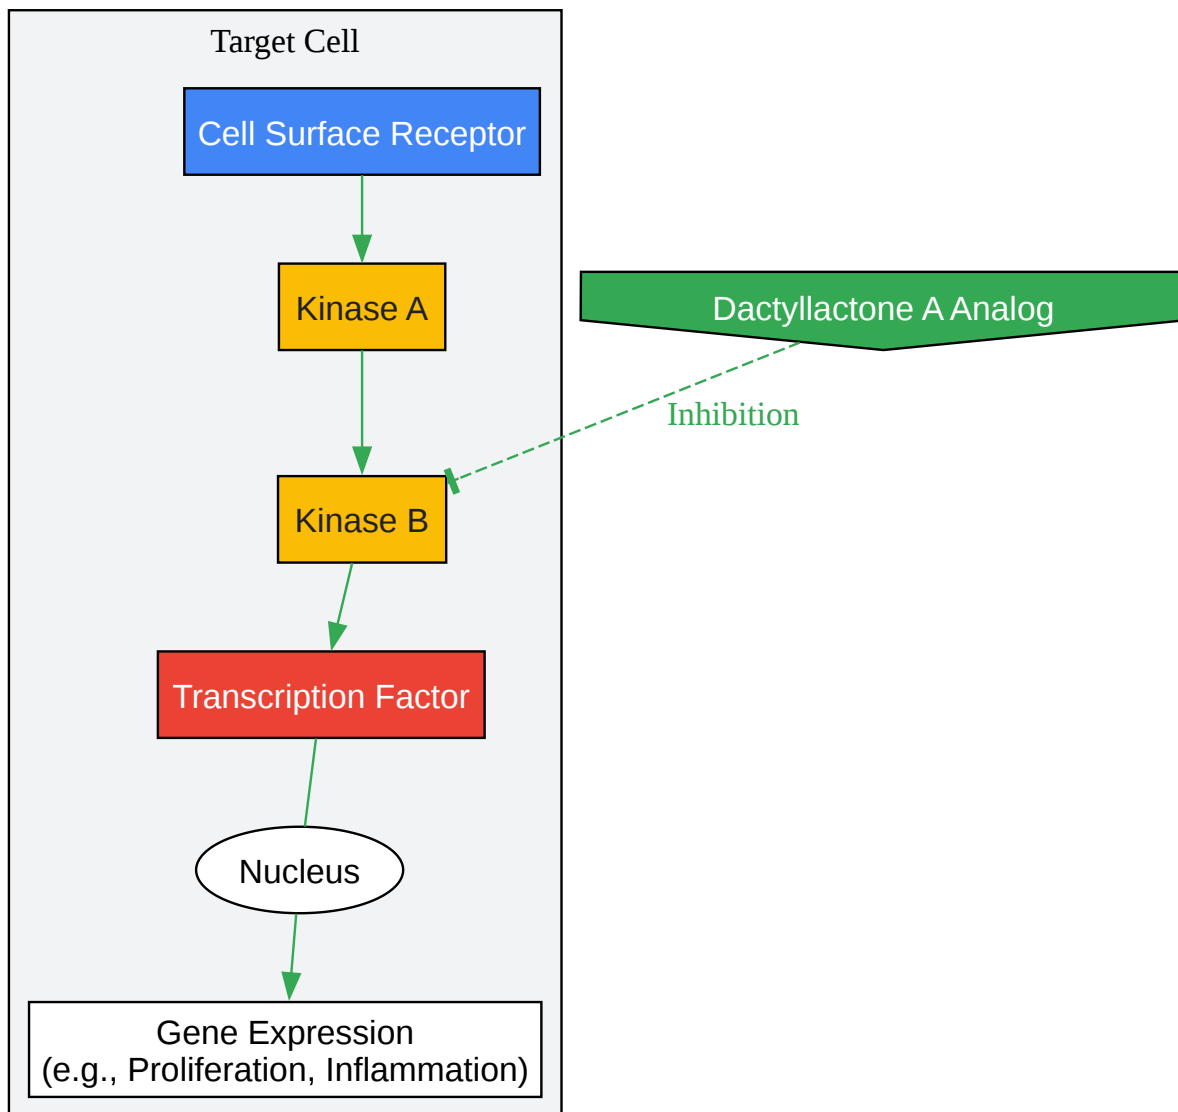 Target Cell
Cell Surface Receptor
Kinase A
Dactyllactone A Analog
Inhibition
Kinase B
Transcription Factor
Nucleus
Gene Expression
(e.g., Proliferation, Inflammation)